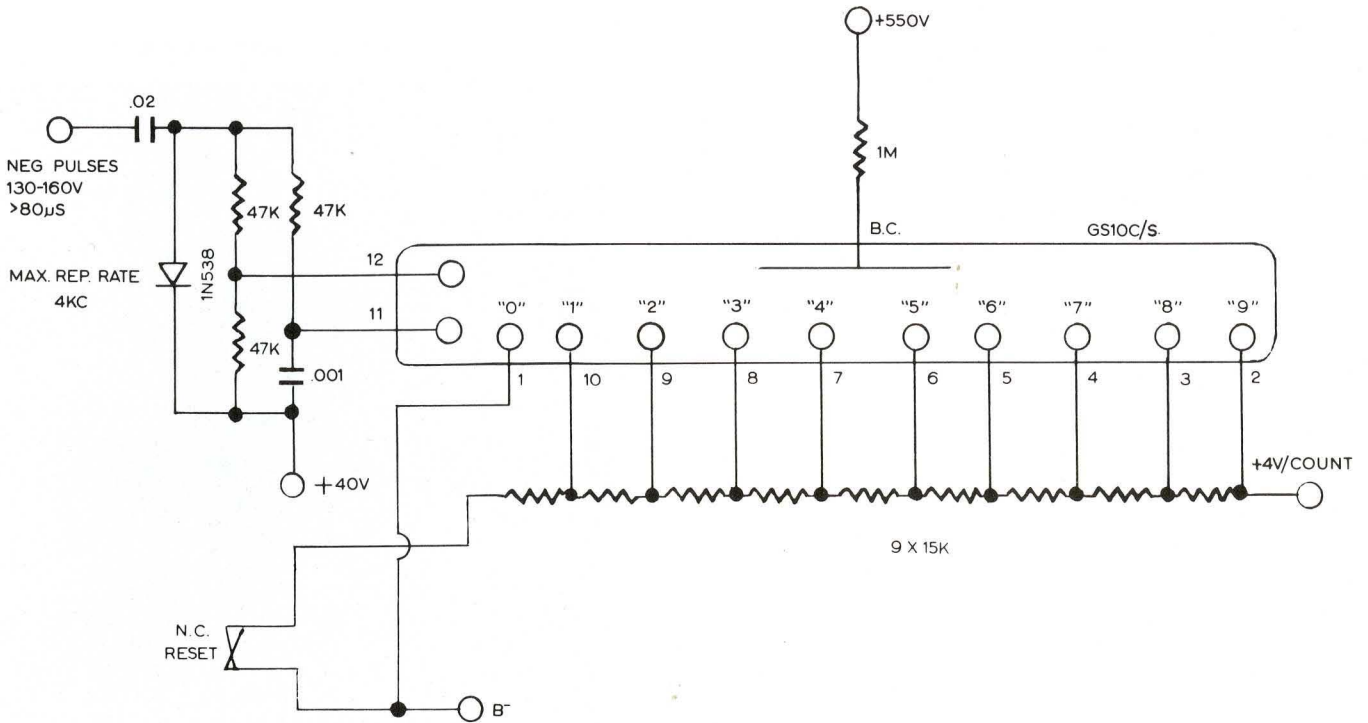 +550V
.02
NEG PULSES
130-160V
>80µS
1M
47K
47K
B.C.
GS10C/S
12
1N538
MAX. REP. RATE
4KC
"0"
"1"
"2"
"3"
"4"
"5"
"6"
"7"
"8"
"9"
11
47K
.001
1
10
9
8
7
6
5
4
3
2
+4V/COUNT
+40V
9 X 15K
N.C.
RESET
B-